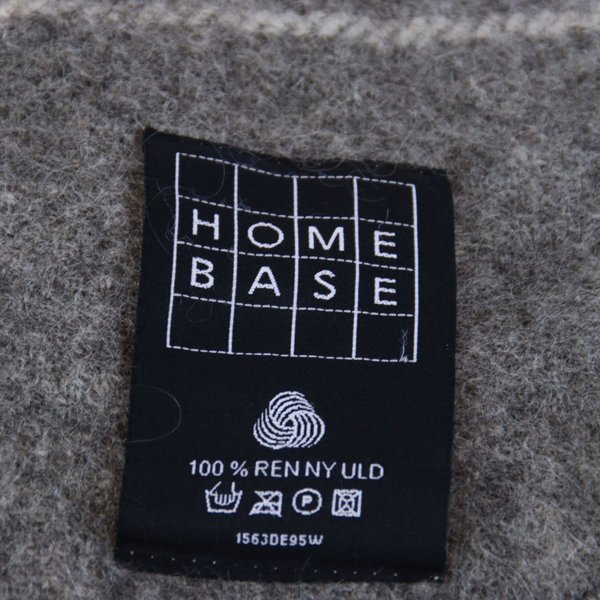 HOME
BASE
100 % REN NY ULD
P
1563DE95W